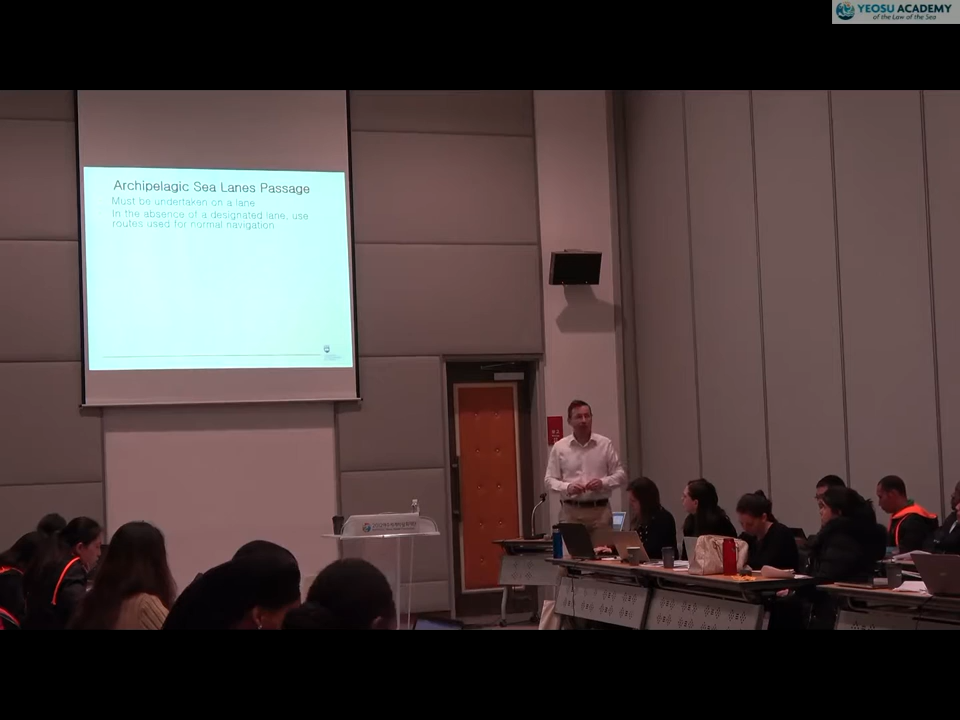 YEOSU ACADEMY
of the Law of the Sea
Archipelagic Sea Lanes Passage
Must be undertaken on a lane
In the absence of a designated lane, use
routes used for normal navigation